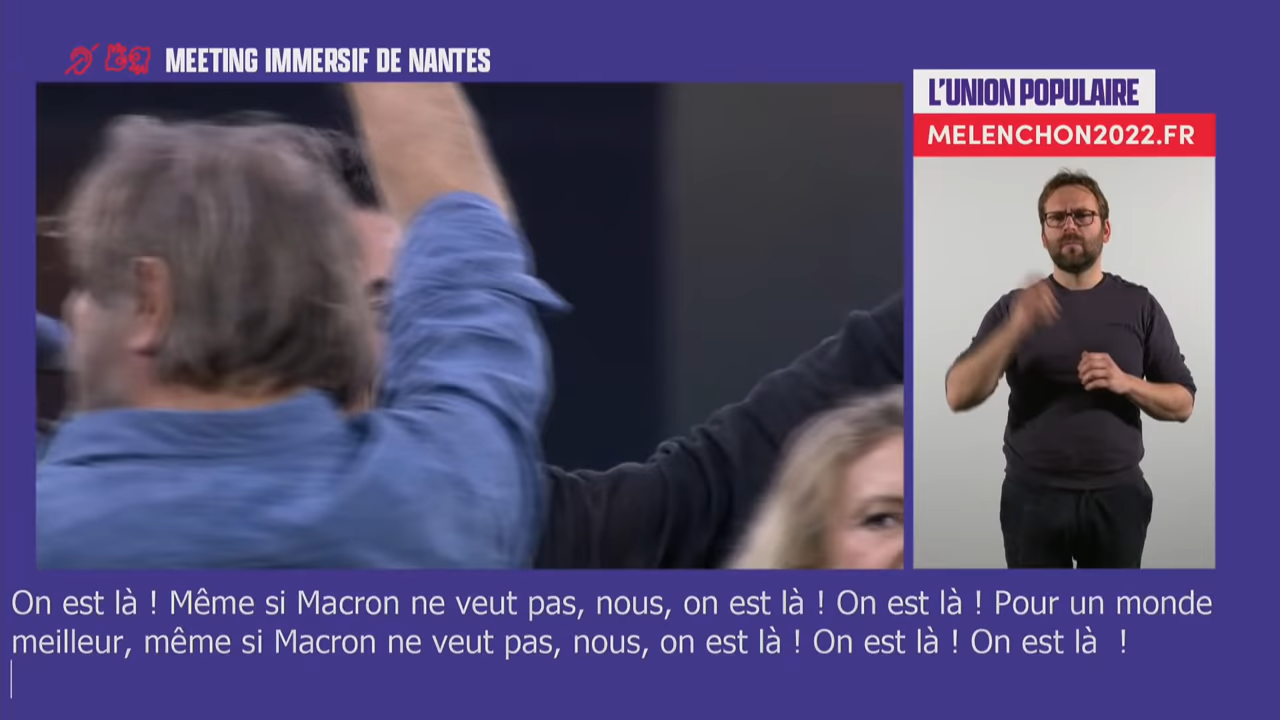 MEETING IMMERSIF DE NANTES
L'UNION POPULAIRE
MELENCHON2022.FR
On est là ! Même si Macron ne veut pas, nous, on est là ! On est là ! Pour un monde
meilleur, même si Macron ne veut pas, nous, on est là ! On est là ! On est là  !